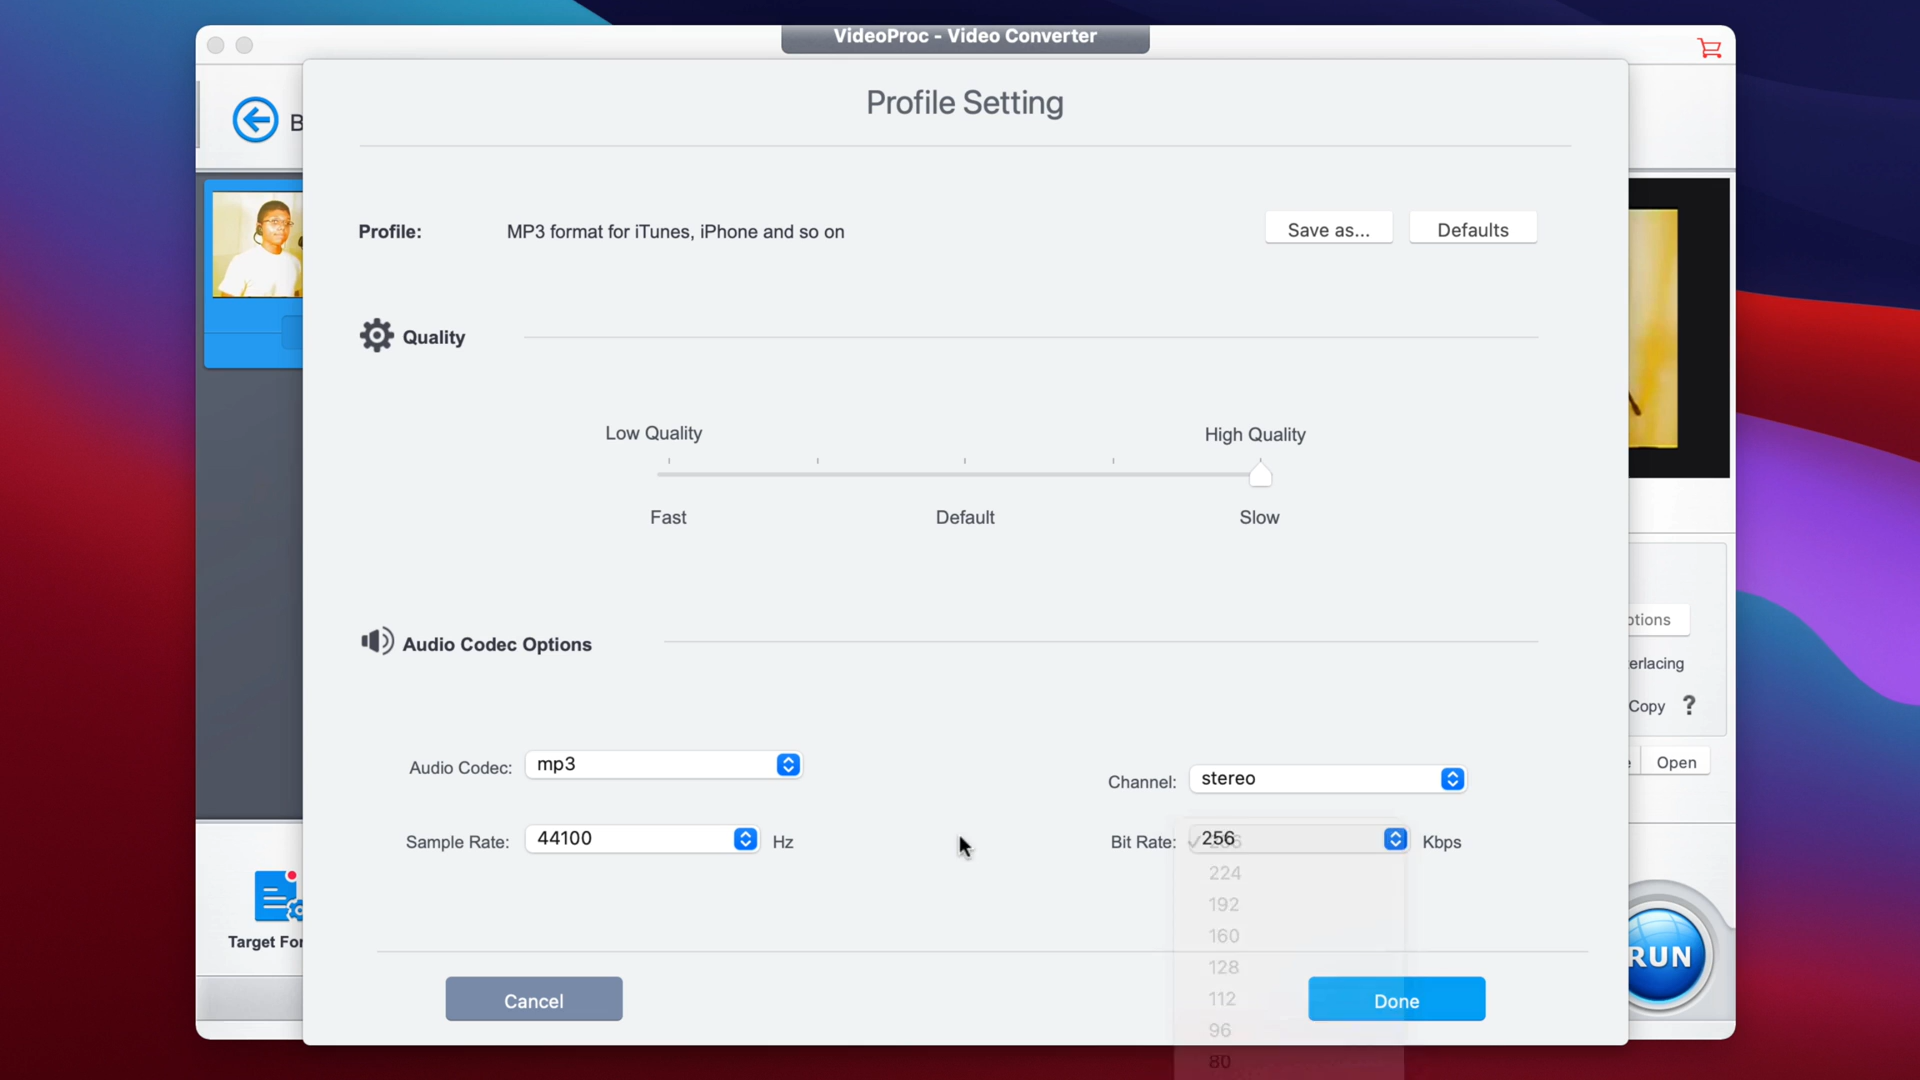 VideoProc - Video Converter
B
Profile Setting
Profile:
MP3 format for iTunes, iPhone and so on
Save as...
Defaults
Quality
Low Quality
High Quality
Fast
Default
Slow
ptions
Audio Codec Options
erlacing
Copy ?
Audio Codec:
mp3
Channel:
stereo
Open
Sample Rate:
44100
Hz
Bit Rate:
✓ 256
Kbps
224
192
160
128
112
96
80
Target For
RUN
Cancel
Done